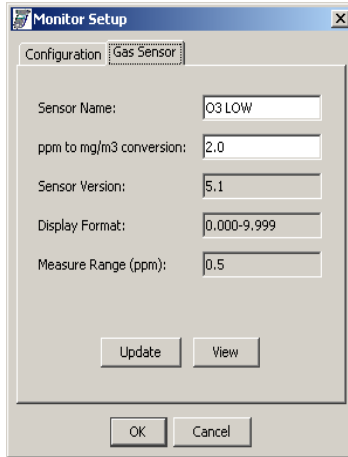 Monitor Setup
Configuration Gas Sensor
Sensor Name: O3 LOW
ppm to mg/m3 conversion: 2.0
Sensor Version: 5.1
Display Format: 0.000-9.999
Measure Range (ppm): 0.5
Update View
OK Cancel